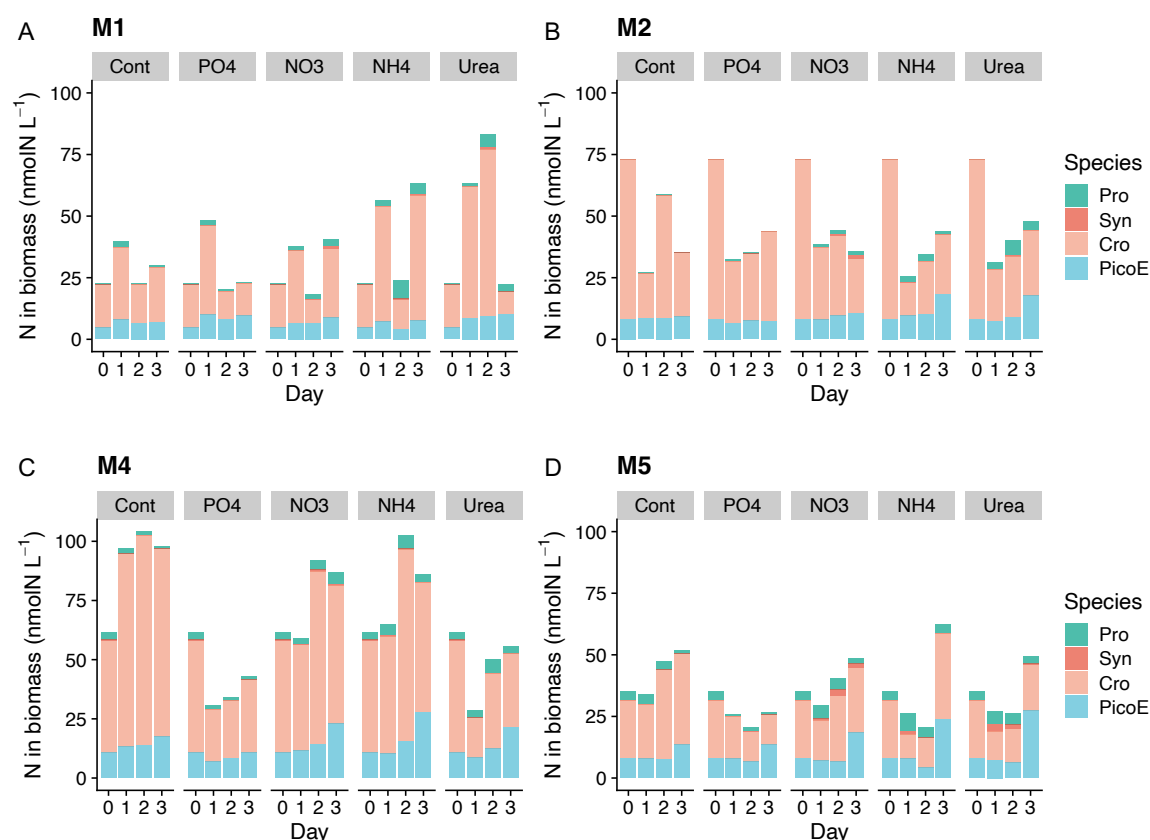 A M1
Cont PO4 NO3 NH4 Urea
100
75
50
25
0
N in biomass (nmolN L⁻¹)
0 1 2 3 0 1 2 3 0 1 2 3 0 1 2 3 0 1 2 3
Day
B M2
Cont PO4 NO3 NH4 Urea
100
75
50
25
0
N in biomass (nmolN L⁻¹)
0 1 2 3 0 1 2 3 0 1 2 3 0 1 2 3 0 1 2 3
Day
Species
Pro
Syn
Cro
PicoE
C M4
Cont PO4 NO3 NH4 Urea
100
75
50
25
0
N in biomass (nmolN L⁻¹)
0 1 2 3 0 1 2 3 0 1 2 3 0 1 2 3 0 1 2 3
Day
D M5
Cont PO4 NO3 NH4 Urea
100
75
50
25
0
N in biomass (nmolN L⁻¹)
0 1 2 3 0 1 2 3 0 1 2 3 0 1 2 3 0 1 2 3
Day
Species
Pro
Syn
Cro
PicoE